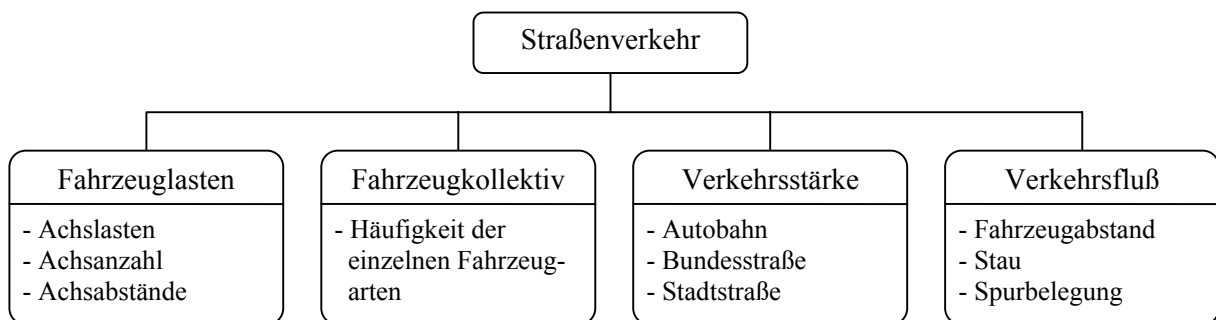 Straßenverkehr
Fahrzeuglasten
- Achslasten
- Achsanzahl
- Achsabstände
Fahrzeugkollektiv
- Häufigkeit der
einzelnen Fahrzeug-
arten
Verkehrsstärke
- Autobahn
- Bundesstraße
- Stadtstraße
Verkehrsfluß
- Fahrzeugabstand
- Stau
- Spurbelegung